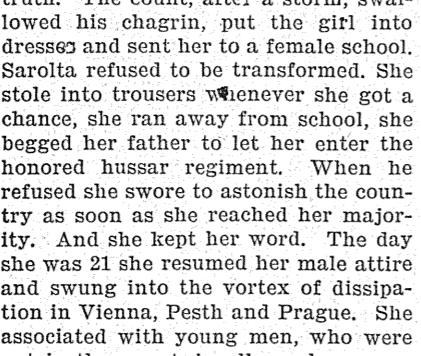 truth. The count, after a storm, swal-
lowed his chagrin, put the girl into
dresses and sent her to a female school.
Sarolta refused to be transformed. She
stole into trousers whenever she got a
chance, she ran away from school, she
begged her father to let her enter the
honored hussar regiment. When he
refused she swore to astonish the coun-
try as soon as she reached her major-
ity. And she kept her word. The day
she was 21 she resumed her male attire
and swung into the vortex of dissipa-
tion in Vienna, Pesth and Prague. She
associated with young men, who were